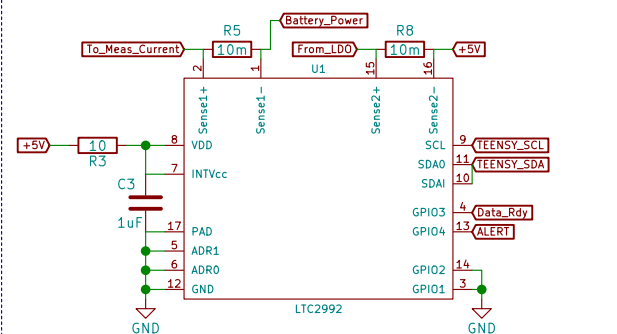 Battery_Power
R5
R8
To_Meas_Current
10m
From_LDO
10m
+5V
2
1
U1
15
16
Sense1+
Sense1-
Sense2+
Sense2-
+5V
10
R3
8
VDD
SCL
9
TEENSY_SCL
SDAO
11
TEENSY_SDA
7
INTVcc
SDAI
10
C3
1uF
GPIO3
4
Data_Rdy
17
PAD
GPIO4
13
ALERT
5
ADR1
6
ADR0
GPIO2
14
12
GND
GPIO1
3
LTC2992
GND
GND